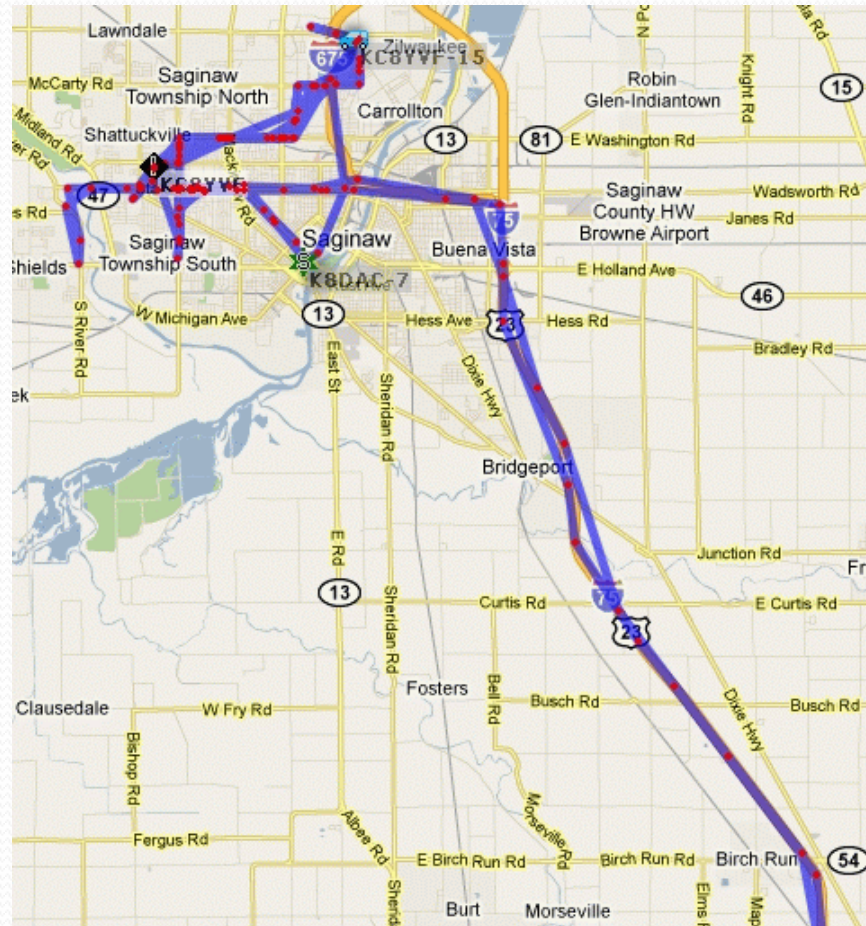 Lawndale
Zilwaukee
675
KC8YVF-15
McCarty Rd
Saginaw
Township North
Carrollton
Robin
Glen-Indiantown
Knight Rd
15
Midland Rd
Shattuckville
13
81
E Washington Rd
47
Saginaw
County HW
Browne Airport
Wadsworth Rd
Janes Rd
75
Saginaw
Township South
Saginaw
Buena Vista
Shields
K8DAC-7
E Holland Ave
46
S River Rd
W Michigan Ave
13
Hess Ave
23
Hess Rd
Bradley Rd
East St
Sheridan Rd
Dixie Hwy
Bridgeport
E Rd
Junction Rd
13
Sheridan Rd
Curtis Rd
75
E Curtis Rd
23
Fosters
Bell Rd
Busch Rd
Dixie Hwy
Busch Rd
Clausedale
W Fry Rd
Bishop Rd
Morseville Rd
Fergus Rd
Albee Rd
E Birch Run Rd
Birch Run Rd
Birch Run
54
Burt
Morseville